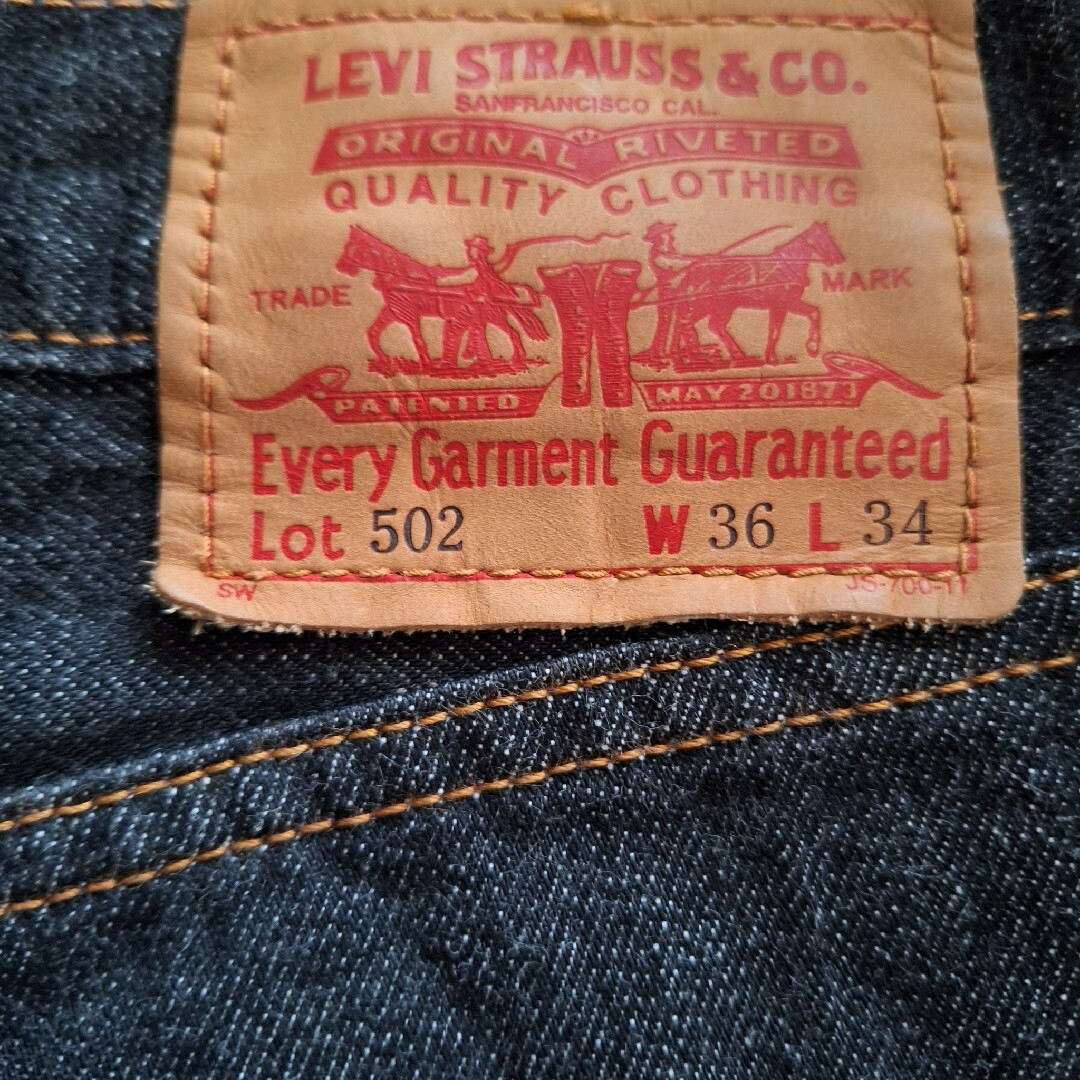 LEVI STRAUSS & CO.
SANFRANCISCO CAL.
ORIGINAL RIVETED
QUALITY CLOTHING
TRADE MARK
PATENTED MAY 20 1873
Every Garment Guaranteed
Lot 502 W 36 L 34
SW JS-700-11